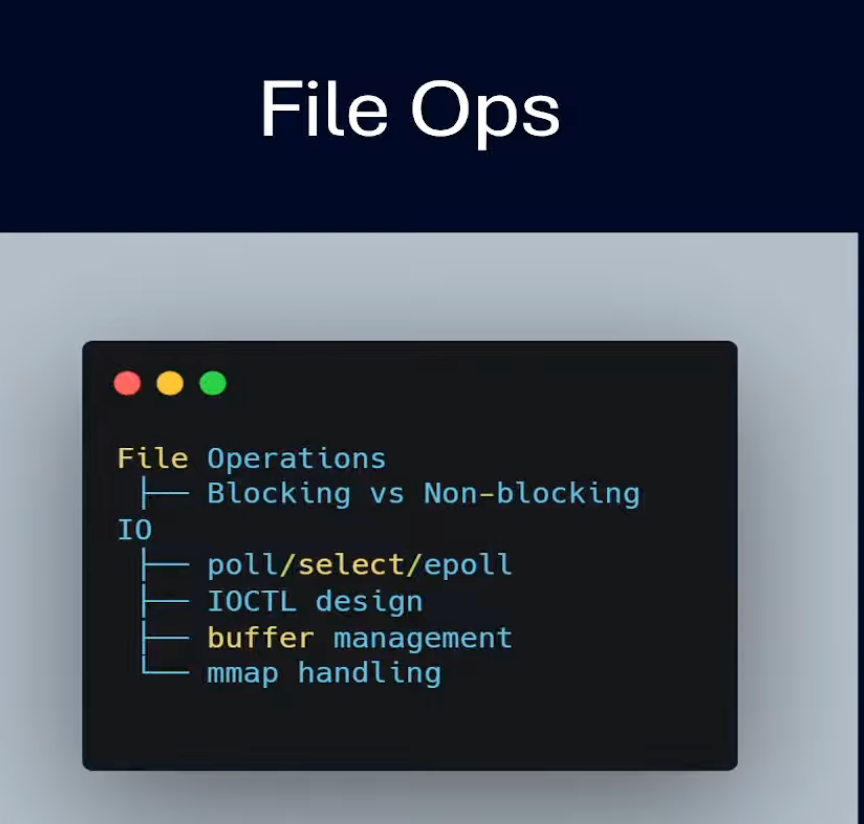 File Ops
File Operations
├── Blocking vs Non-blocking
IO
├── poll/select/epoll
├── IOCTL design
├── buffer management
└── mmap handling